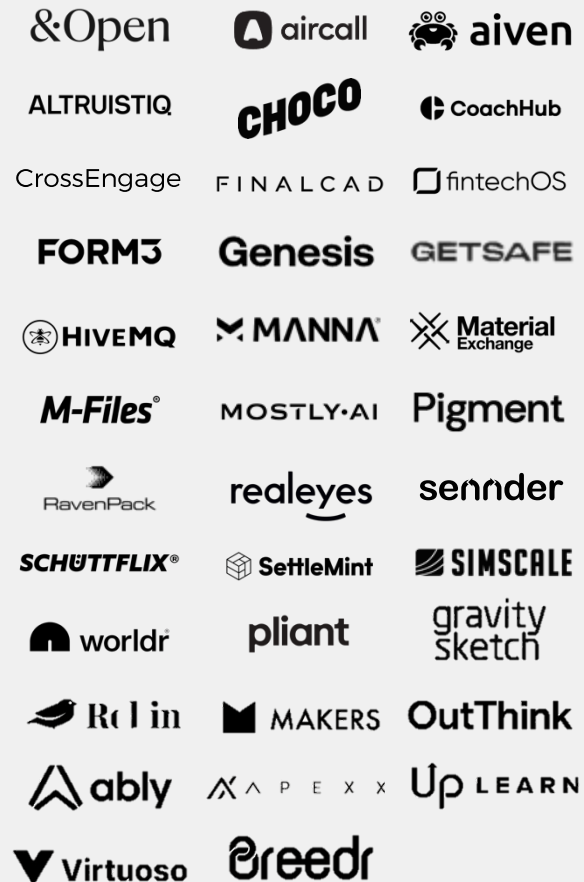 &Open
aircall
aiven
ALTRUISTIQ
CHOCO
CoachHub
CrossEngage
FINALCAD
fintechOS
FORM3
Genesis
GETSAFE
HIVEMQ
MANNA®
Material
Exchange
M-Files®
MOSTLY•AI
Pigment
RavenPack
realeyes
sennder
SCHÜTTFLIX®
SettleMint
SIMSCALE
worldr
pliant
gravity
sketch
MAKERS
OutThink
ably
APEXX
Up LEARN
Virtuoso
Breedr